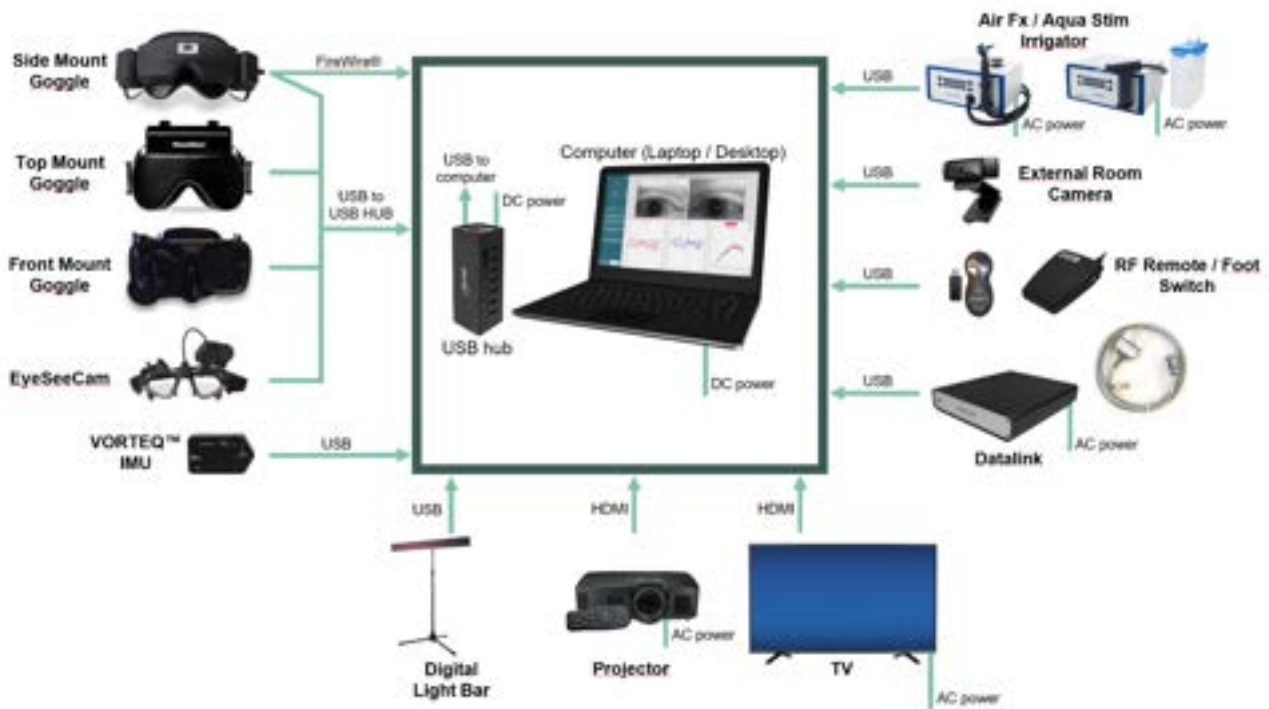 Side Mount
Goggle
FireWire®
Top Mount
Goggle
USB to
USB HUB
Front Mount
Goggle
EyeSeeCam
VORTEQ™
IMU
USB
Computer (Laptop / Desktop)
USB to
computer
DC power
USB hub
DC power
Air Fx / Aqua Stim
Irrigator
USB
AC power
AC power
USB
External Room
Camera
USB
RF Remote / Foot
Switch
USB
AC power
Datalink
USB
HDMI
HDMI
Digital
Light Bar
AC power
Projector
TV
AC power